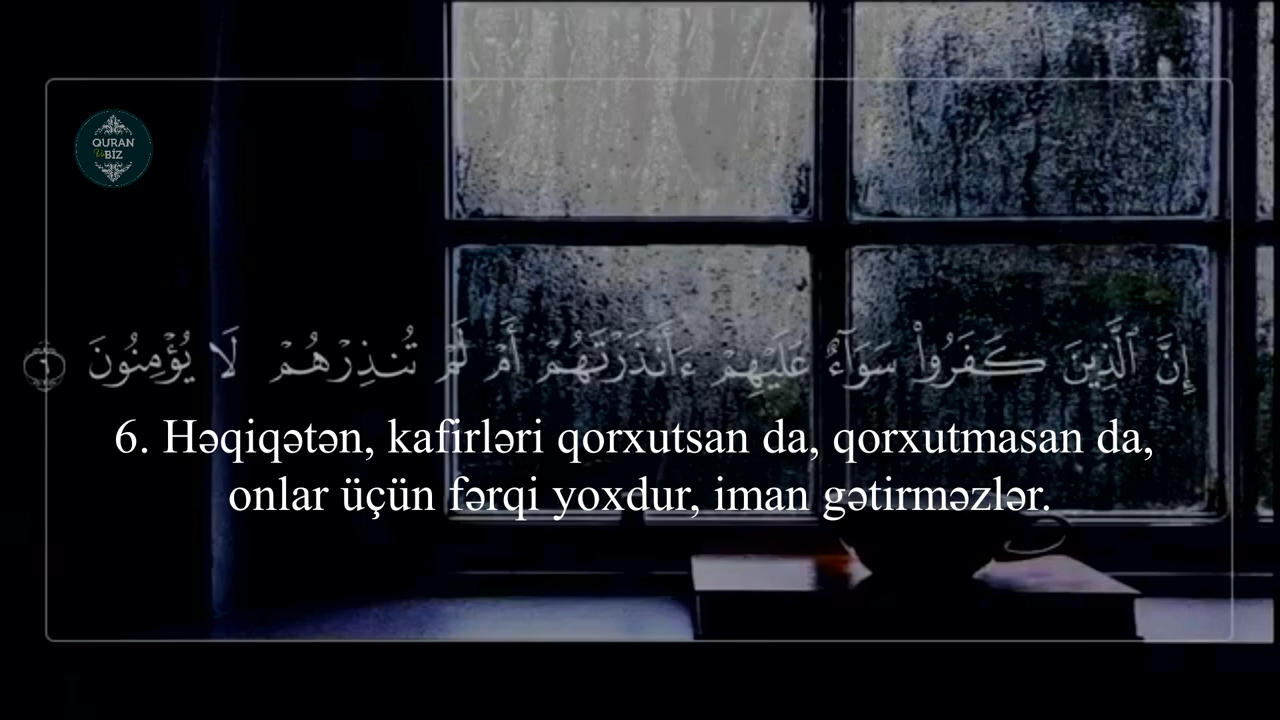 QURAN
Və BİZ
إِنَّ ٱلَّذِينَ كَفَرُوا۟ سَوَآءٌ عَلَيْهِمْ ءَأَنذَرْتَهُمْ أَمْ لَمْ تُنذِرْهُمْ لَا يُؤْمِنُونَ ٦
6. Həqiqətən, kafirləri qorxutsan da, qorxutmasan da,
onlar üçün fərqi yoxdur, iman gətirməzlər.